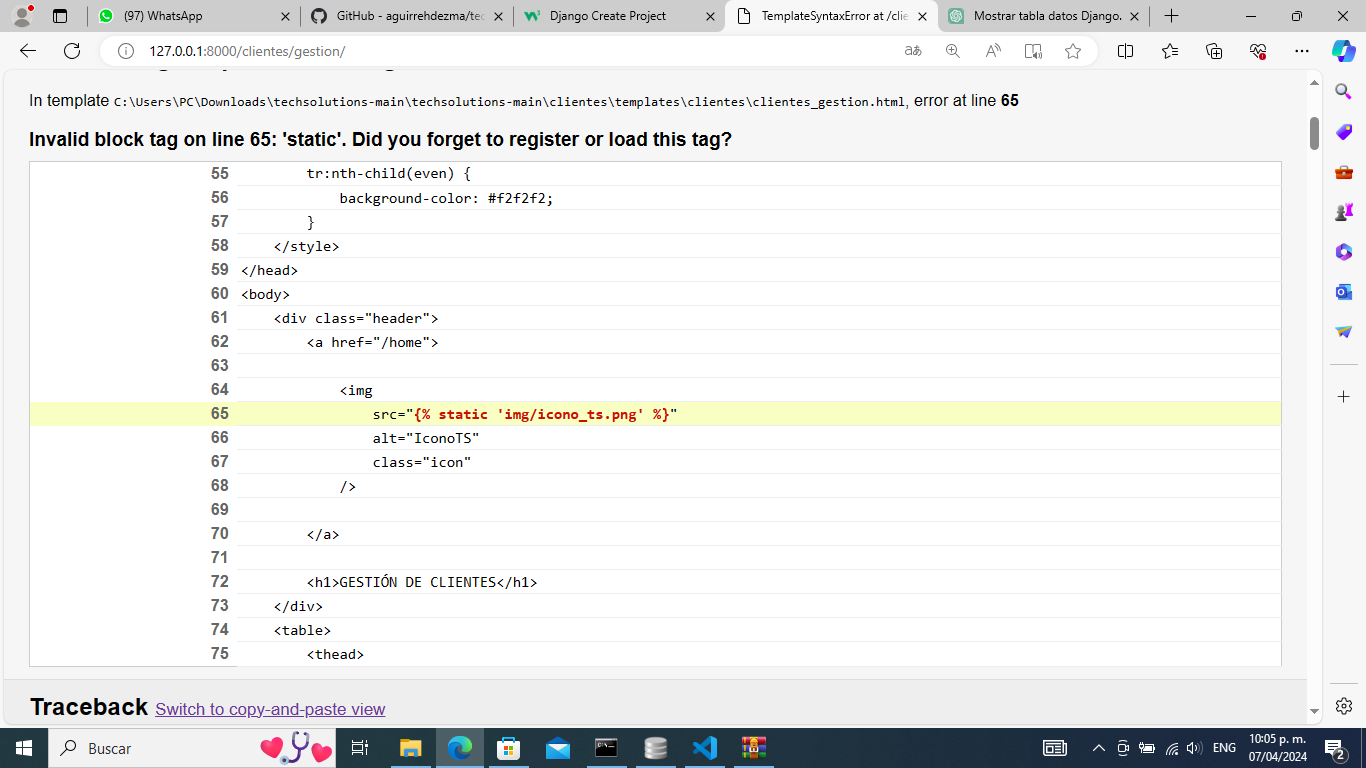 (97) WhatsApp
GitHub - aguirrehdezma/tec
Django Create Project
TemplateSyntaxError at /clie
Mostrar tabla datos Django.
127.0.0.1:8000/clientes/gestion/
In template C:\Users\PC\Downloads\techsolutions-main\techsolutions-main\clientes\templates\clientes\clientes_gestion.html, error at line 65
Invalid block tag on line 65: 'static'. Did you forget to register or load this tag?
55 tr:nth-child(even) {
56 background-color: #f2f2f2;
57 }
58 </style>
59 </head>
60 <body>
61 <div class="header">
62 <a href="/home">
63
64 <img
65 src="{% static 'img/icono_ts.png' %}"
66 alt="IconoTS"
67 class="icon"
68 />
69
70 </a>
71
72 <h1>GESTIÓN DE CLIENTES</h1>
73 </div>
74 <table>
75 <thead>
Traceback Switch to copy-and-paste view
Buscar
ENG
10:05 p. m.
07/04/2024
2